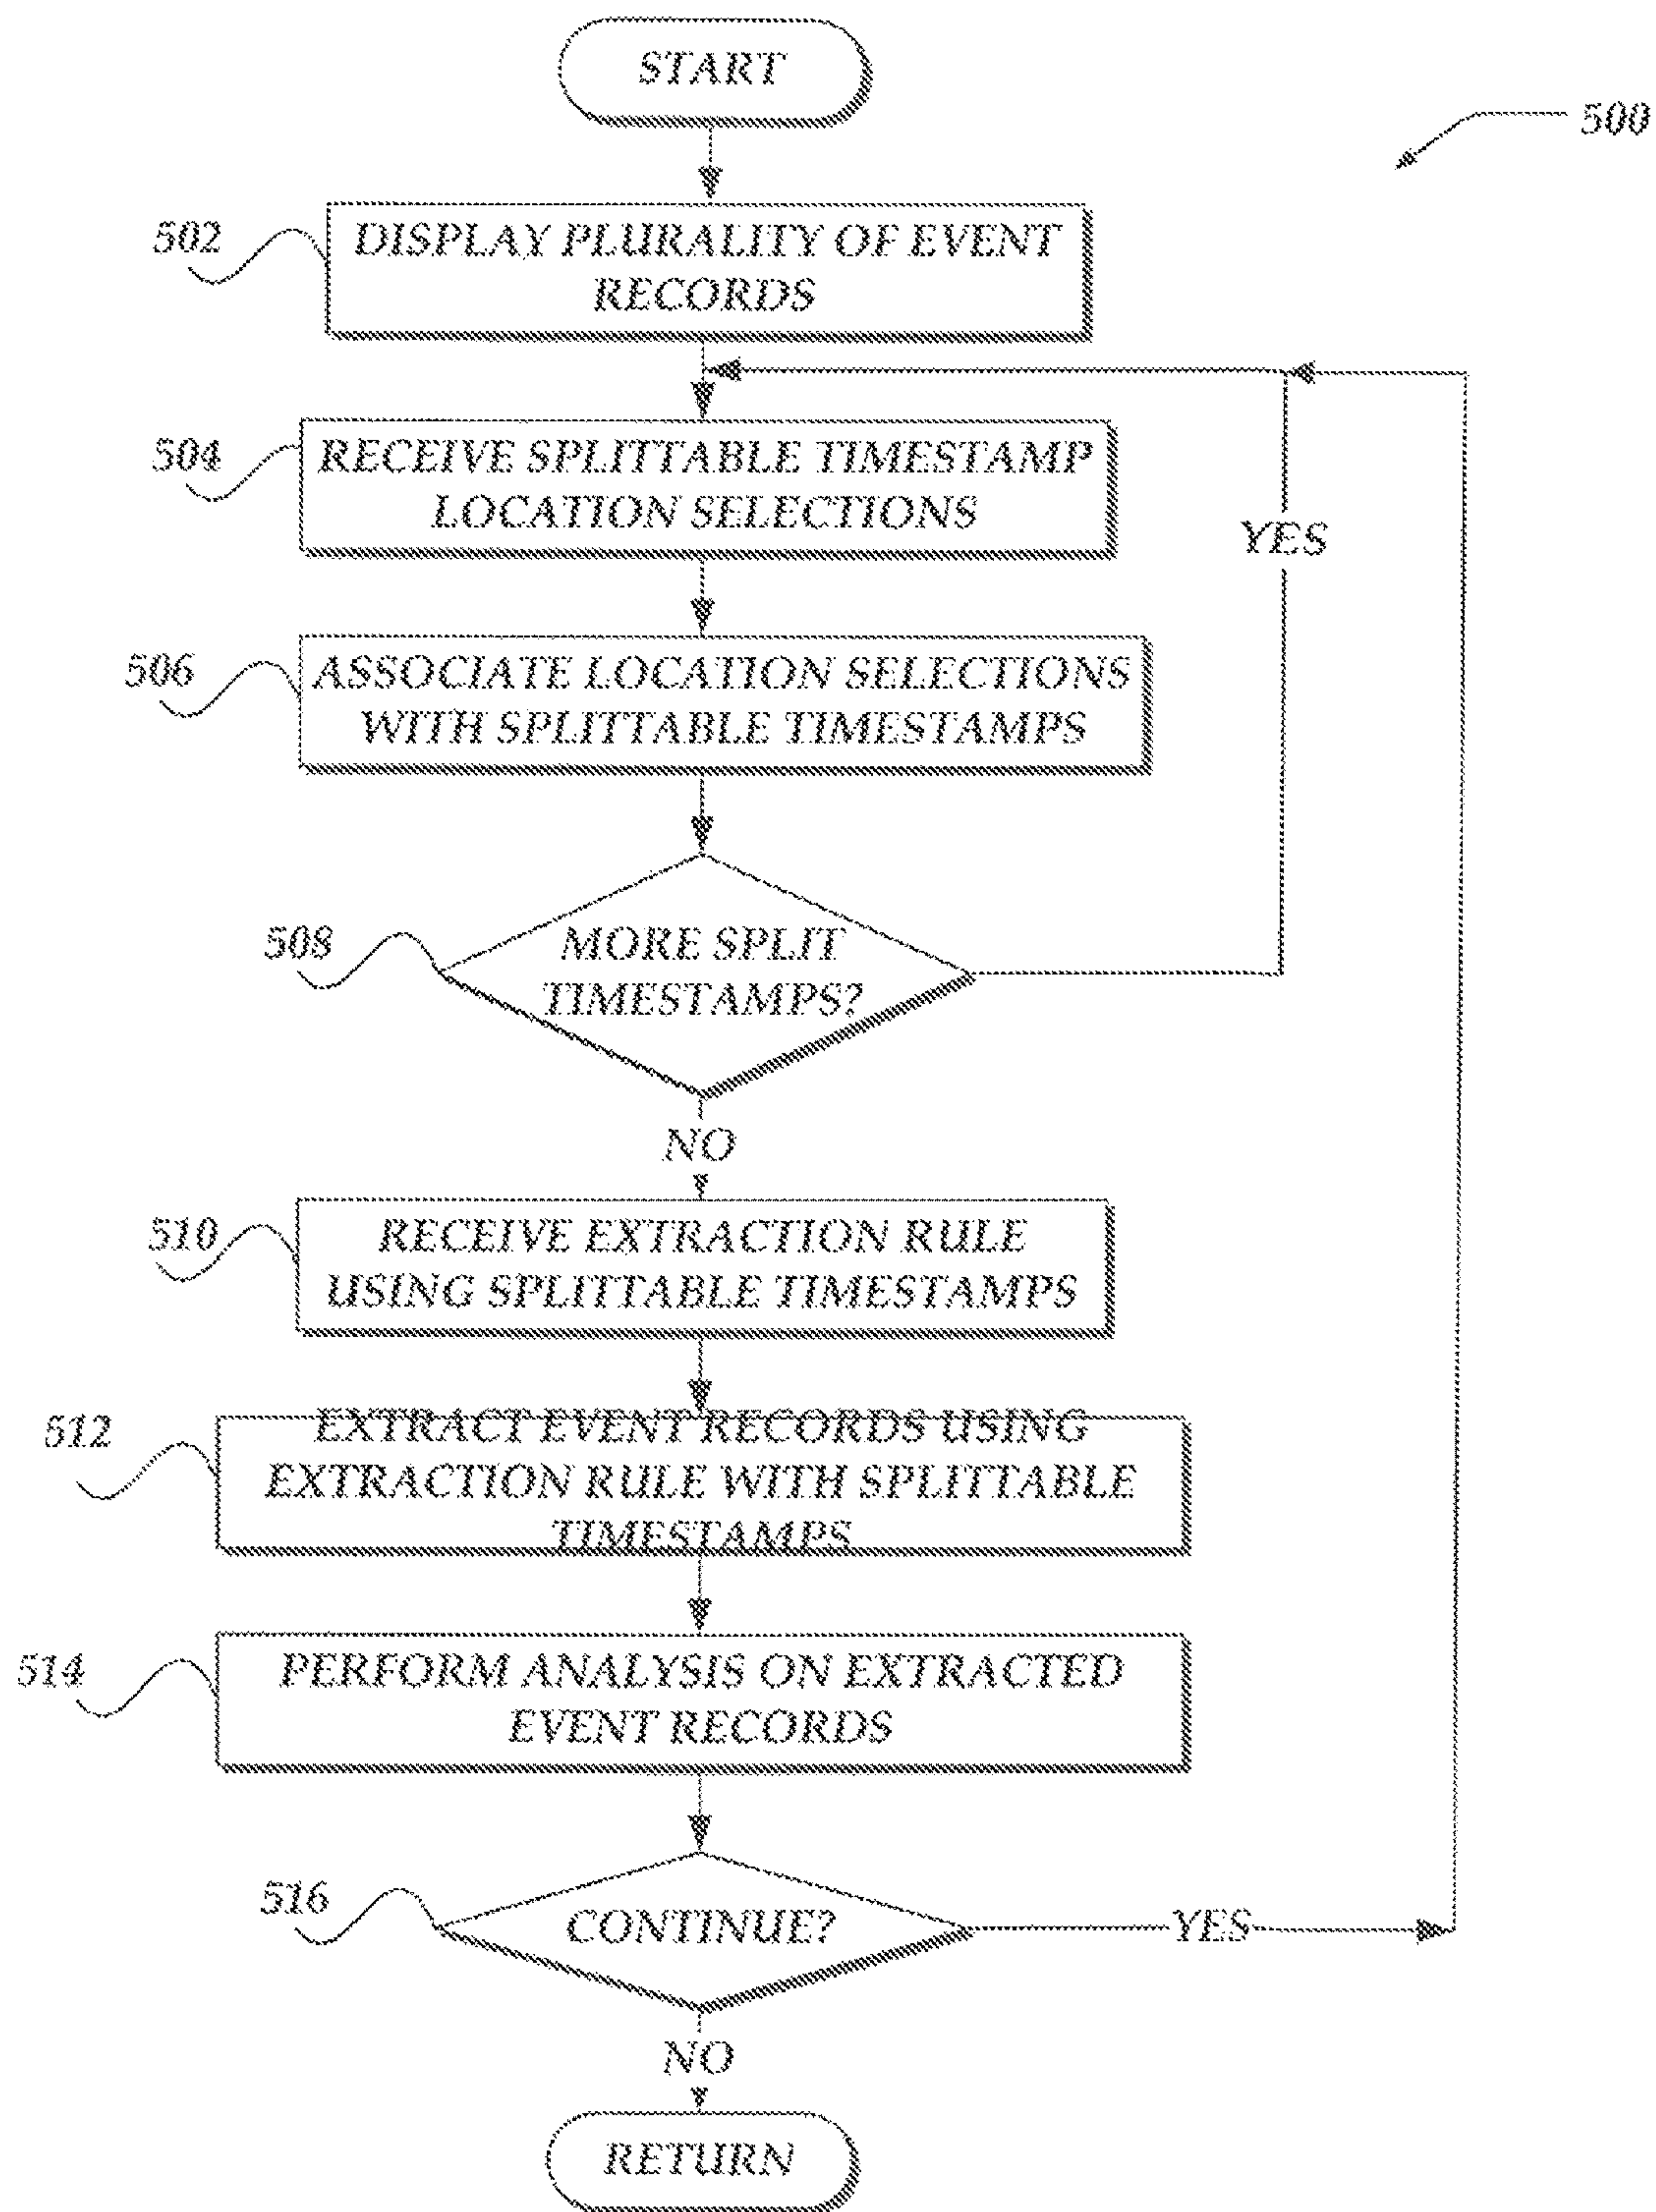 START
500
502
DISPLAY PLURALITY OF EVENT
RECORDS
504
RECEIVE SPLITTABLE TIMESTAMP
LOCATION SELECTIONS
YES
506
ASSOCIATE LOCATION SELECTIONS
WITH SPLITTABLE TIMESTAMPS
508
MORE SPLIT
TIMESTAMPS?
NO
510
RECEIVE EXTRACTION RULE
USING SPLITTABLE TIMESTAMPS
512
EXTRACT EVENT RECORDS USING
EXTRACTION RULE WITH SPLITTABLE
TIMESTAMPS
514
PERFORM ANALYSIS ON EXTRACTED
EVENT RECORDS
516
CONTINUE?
YES
NO
RETURN